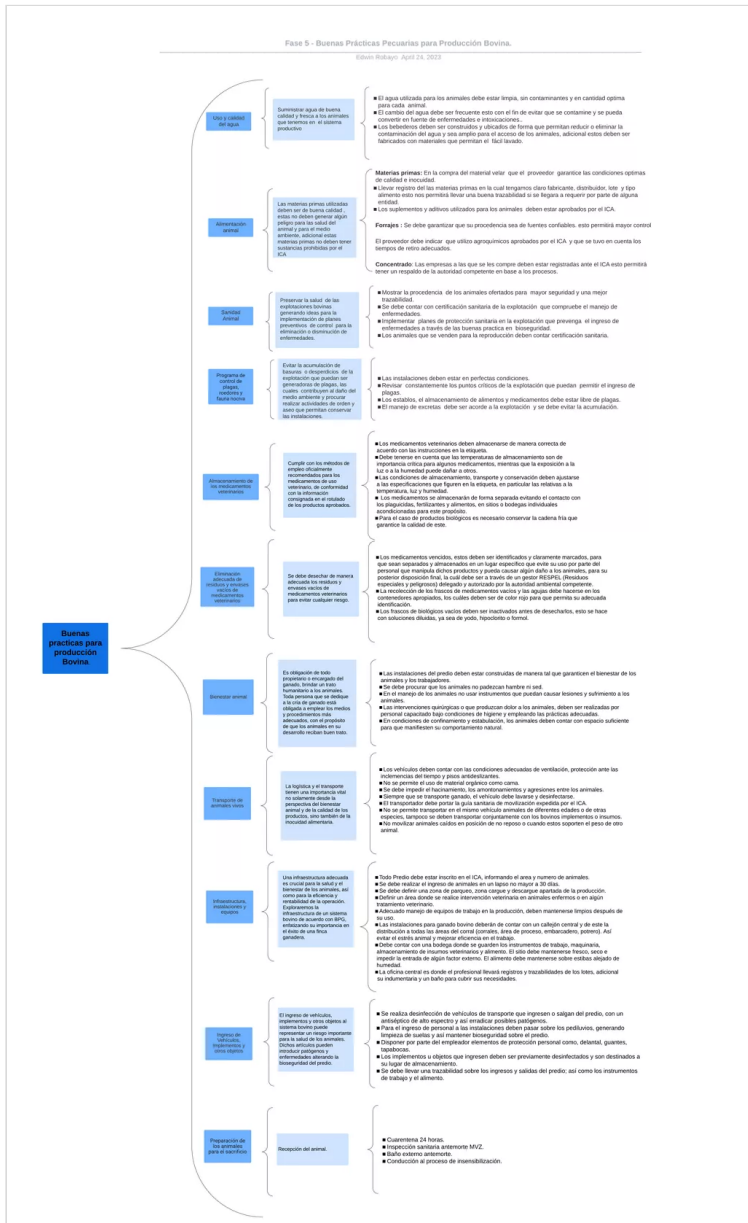 Fase 5 - Buenas Prácticas Pecuarias para Producción Bovina.
Edwin Robayo April 24, 2023
Buenas
practicas para
producción
Bovina
Uso y calidad
del agua
Suministrar agua de buena
calidad y fresca a los animales
que tenemos en el sistema
productivo
■ El agua utilizada para los animales debe estar limpia, sin contaminantes y en cantidad optima
para cada animal.
■ El cambio del agua debe ser frecuente esto con el fin de evitar que se contamine y se pueda
convertir en fuente de enfermedades e intoxicaciones..
■ Los bebederos deben ser construidos y ubicados de forma que permitan reducir o eliminar la
contaminación del agua y sea amplio para el acceso de los animales, adicional estos deben ser
fabricados con materiales que permitan el fácil lavado.
Alimentación
animal
Las materias primas utilizadas
deben ser de buena calidad ,
estas no deben generar algún
peligro para las salud del
animal y para el medio
ambiente, adicional estas
materias primas no deben tener
sustancias prohibidas por el
ICA
Materias primas: En la compra del material velar que el proveedor garantice las condiciones optimas
de calidad e inocuidad.
■ Llevar registro del las materias primas en la cual tengamos claro fabricante, distribuidor, lote y tipo
alimento esto nos permitirá llevar una buena trazabilidad si se llegara a requerir por parte de alguna
entidad.
■ Los suplementos y aditivos utilizados para los animales deben estar aprobados por el ICA
Forrajes : Se debe garantizar que su procedencia sea de fuentes confiables. esto permitirá mayor control
El proveedor debe indicar que utilizo agroquímicos aprobados por el ICA y que se tuvo en cuenta los
tiempos de retiro adecuados.
Concentrado: Las empresas a las que se les compre deben estar registradas ante el ICA esto permitirá
tener un respaldo de la autoridad competente en base a los procesos.
Sanidad
Animal
Preservar la salud de las
explotaciones bovinas
generando ideas para la
implementación de planes
preventivos de control para la
eliminación o disminución de
enfermedades.
■ Mostrar la procedencia de los animales ofertados para mayor seguridad y una mejor
trazabilidad.
■ Se debe contar con certificación sanitaria de la explotación que compruebe el manejo de
enfermedades.
■ Implementar planes de protección sanitaria en la explotación que prevenga el ingreso de
enfermedades a través de las buenas practica en bioseguridad.
■ Los animales que se venden para la reproducción deben contar certificación sanitaria.
Programa de
control de
plagas,
roedores y
fauna nociva
Evitar la acumulación de
basuras o desperdicios de la
explotación que puedan ser
generadoras de plagas, las
cuales contribuyen al daño del
medio ambiente y procurar
realizar actividades de orden y
aseo que permitan conservar
las instalaciones.
■ Las instalaciones deben estar en perfectas condiciones.
■ Revisar constantemente los puntos críticos de la explotación que puedan permitir el ingreso de
plagas.
■ Los establos, el almacenamiento de alimentos y medicamentos debe estar libre de plagas.
■ El manejo de excretas debe ser acorde a la explotación y se debe evitar la acumulación.
Almacenamiento de
los medicamentos
veterinarios
Cumplir con los métodos de
empleo oficialmente
recomendados para los
medicamentos de uso
veterinario, de conformidad
con la información
consignada en el rotulado
de los productos aprobados.
■ Los medicamentos veterinarios deben almacenarse de manera correcta de
acuerdo con las instrucciones en la etiqueta.
■ Debe tenerse en cuenta que las temperaturas de almacenamiento son de
importancia crítica para algunos medicamentos, mientras que la exposición a la
luz o a la humedad puede dañar a otros.
■ Las condiciones de almacenamiento, transporte y conservación deben ajustarse
a las especificaciones que figuren en la etiqueta, en particular las relativas a la
temperatura, luz y humedad.
■ Los medicamentos se almacenarán de forma separada evitando el contacto con
los plaguicidas, fertilizantes y alimentos, en sitios o bodegas individuales
acondicionadas para este propósito.
■ Para el caso de productos biológicos es necesario conservar la cadena fría que
garantice la calidad de este.
Eliminación
adecuada de
residuos y envases
vacíos de
medicamentos
veterinarios
Se debe desechar de manera
adecuada los residuos y
envases vacíos de
medicamentos veterinarios
para evitar cualquier riesgo.
■ Los medicamentos vencidos, estos deben ser identificados y claramente marcados, para
que sean separados y almacenados en un lugar específico que evite su uso por parte del
personal que manipula dichos productos y pueda causar algún daño a los animales, para su
posterior disposición final, la cuál debe ser a través de un gestor RESPEL (Residuos
especiales y peligrosos) delegado y autorizado por la autoridad ambiental competente.
■ La recolección de los frascos de medicamentos vacíos y las agujas debe hacerse en los
contenedores apropiados, los cuáles deben ser de color rojo para que permita su adecuada
identificación.
■ Los frascos de biológicos vacíos deben ser inactivados antes de desecharlos, esto se hace
con soluciones diluidas, ya sea de yodo, hipoclorito o formol.
Bienestar animal
Es obligación de todo
propietario o encalgado del
ganado, brindar un trato
humanitario a los animales.
Toda persona que se dedique
a la cría de ganado está
obligada a emplear los medios
y procedimientos más
adecuados, con el propósito
de que los animales en su
desarrollo reciban buen trato.
■ Las instalaciones del predio deben estar construidas de manera tal que garanticen el bienestar de los
animales y los trabajadores.
■ Se debe procurar que los animales no padezcan hambre ni sed.
■ En el manejo de los animales no usar instrumentos que puedan causar lesiones y sufrimiento a los
animales.
■ Las intervenciones quirúrgicas o que produzcan dolor a los animales, deben ser realizadas por
personal capacitado bajo condiciones de higiene y empleando las prácticas adecuadas.
■ En condiciones de confinamiento y estabulación, los animales deben contar con espacio suficiente
para que manifiesten su comportamiento natural.
Transporte de
animales vivos
La logística y el transporte
tienen una importancia vital
no solamente desde la
perspectiva del bienestar
animal y de la calidad de los
productos, sino también de la
inocuidad alimentaria.
■ Los vehículos deben contar con las condiciones adecuadas de ventilación, protección ante las
inclemencias del tiempo y pisos antideslizantes.
■ No se permite el uso de material orgánico como cama.
■ Se debe impedir el hacinamiento, los amontonamientos y agresiones entre los animales.
■ Siempre que se transporte ganado, el vehículo debe lavarse y desinfectarse.
■ El transportador debe portar la guía sanitaria de movilización expedida por el ICA.
■ No se permite transportar en el mismo vehículo animales de diferentes edades o de otras
especies, tampoco se deben transportar conjuntamente con los bovinos implementos o insumos.
■ No movilizar animales caídos en posición de no reposo o cuando estos soporten el peso de otro
animal.
Infraestructura,
instalaciones y
equipos
Una infraestructura adecuada
es crucial para la salud y el
bienestar de los animales, así
como para la eficiencia y
rentabilidad de la operación.
Exploraremos la
infraestructura de un sistema
bovino de acuerdo con BPG,
enfatizando su importancia en
el éxito de una finca
ganadera.
■ Todo Predio debe estar inscrito en el ICA, informando el area y numero de animales.
■ Se debe realizar el ingreso de animales en un lapso no mayor a 30 días.
■ Se debe definir una zona de parqueo, zona cargue y descargue apartada de la producción.
■ Definir un área donde se realice intervención veterinaria en animales enfermos o en algún
tratamiento veterinario.
■ Adecuado manejo de equipos de trabajo en la producción, deben mantenerse limpios después de
su uso.
■ Las instalaciones para ganado bovino deberán de contar con un callejón central y de este la
distribución a todas las áreas del corral (corrales, área de proceso, embarcadero, potrero). Así
evitar el estrés animal y mejorar eficiencia en el trabajo.
■ Debe contar con una bodega donde se guarden los instrumentos de trabajo, maquinaria,
almacenamiento de insumos veterinarios y alimento. El sitio debe mantenerse fresco, seco e
impedir la entrada de algún factor externo. El alimento debe mantenerse sobre estibas alejado de
humedad.
■ La oficina central es donde el profesional llevará registros y trazabilidades de los lotes, adicional
su indumentaria y un baño para cubrir sus necesidades.
Ingreso de
Vehículos,
implementos y
otros objetos
El ingreso de vehículos,
implementos y otros objetos al
sistema bovino puede
representar un riesgo importante
para la salud de los animales.
Dichos artículos pueden
introducir patógenos y
enfermedades alterando la
bioseguridad del predio.
■ Se realiza desinfección de vehículos de transporte que ingresen o salgan del predio, con un
antiséptico de alto espectro y así erradicar posibles patógenos.
■ Para el ingreso de personal a las instalaciones deben pasar sobre los pediluvios, generando
limpieza de suelas y así mantener bioseguridad sobre el predio.
■ Disponer por parte del empleador elementos de protección personal como, delantal, guantes,
tapabocas.
■ Los implementos u objetos que ingresen deben ser previamente desinfectados y son destinados a
su lugar de almacenamiento.
■ Se debe llevar una trazabilidad sobre los ingresos y salidas del predio; así como los instrumentos
de trabajo y el alimento.
Preparación de
los animales
para el sacrificio
Recepción del animal.
■ Cuarentena 24 horas.
■ Inspección sanitaria antemorte MVZ.
■ Baño externo antemorte.
■ Conducción al proceso de insensibilización.